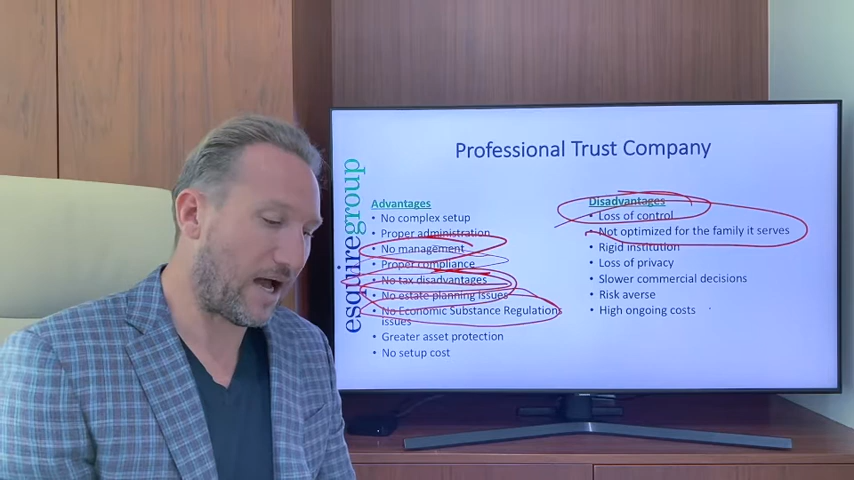 Professional Trust Company
esquiregroup
Advantages
• No complex setup
• Proper administration
• No management
• Proper compliance
• No tax disadvantages
• No estate planning issues
• No Economic Substance Regulations
issues
• Greater asset protection
• No setup cost
Disadvantages
• Loss of control
• Not optimized for the family it serves
• Rigid institution
• Loss of privacy
• Slower commercial decisions
• Risk averse
• High ongoing costs